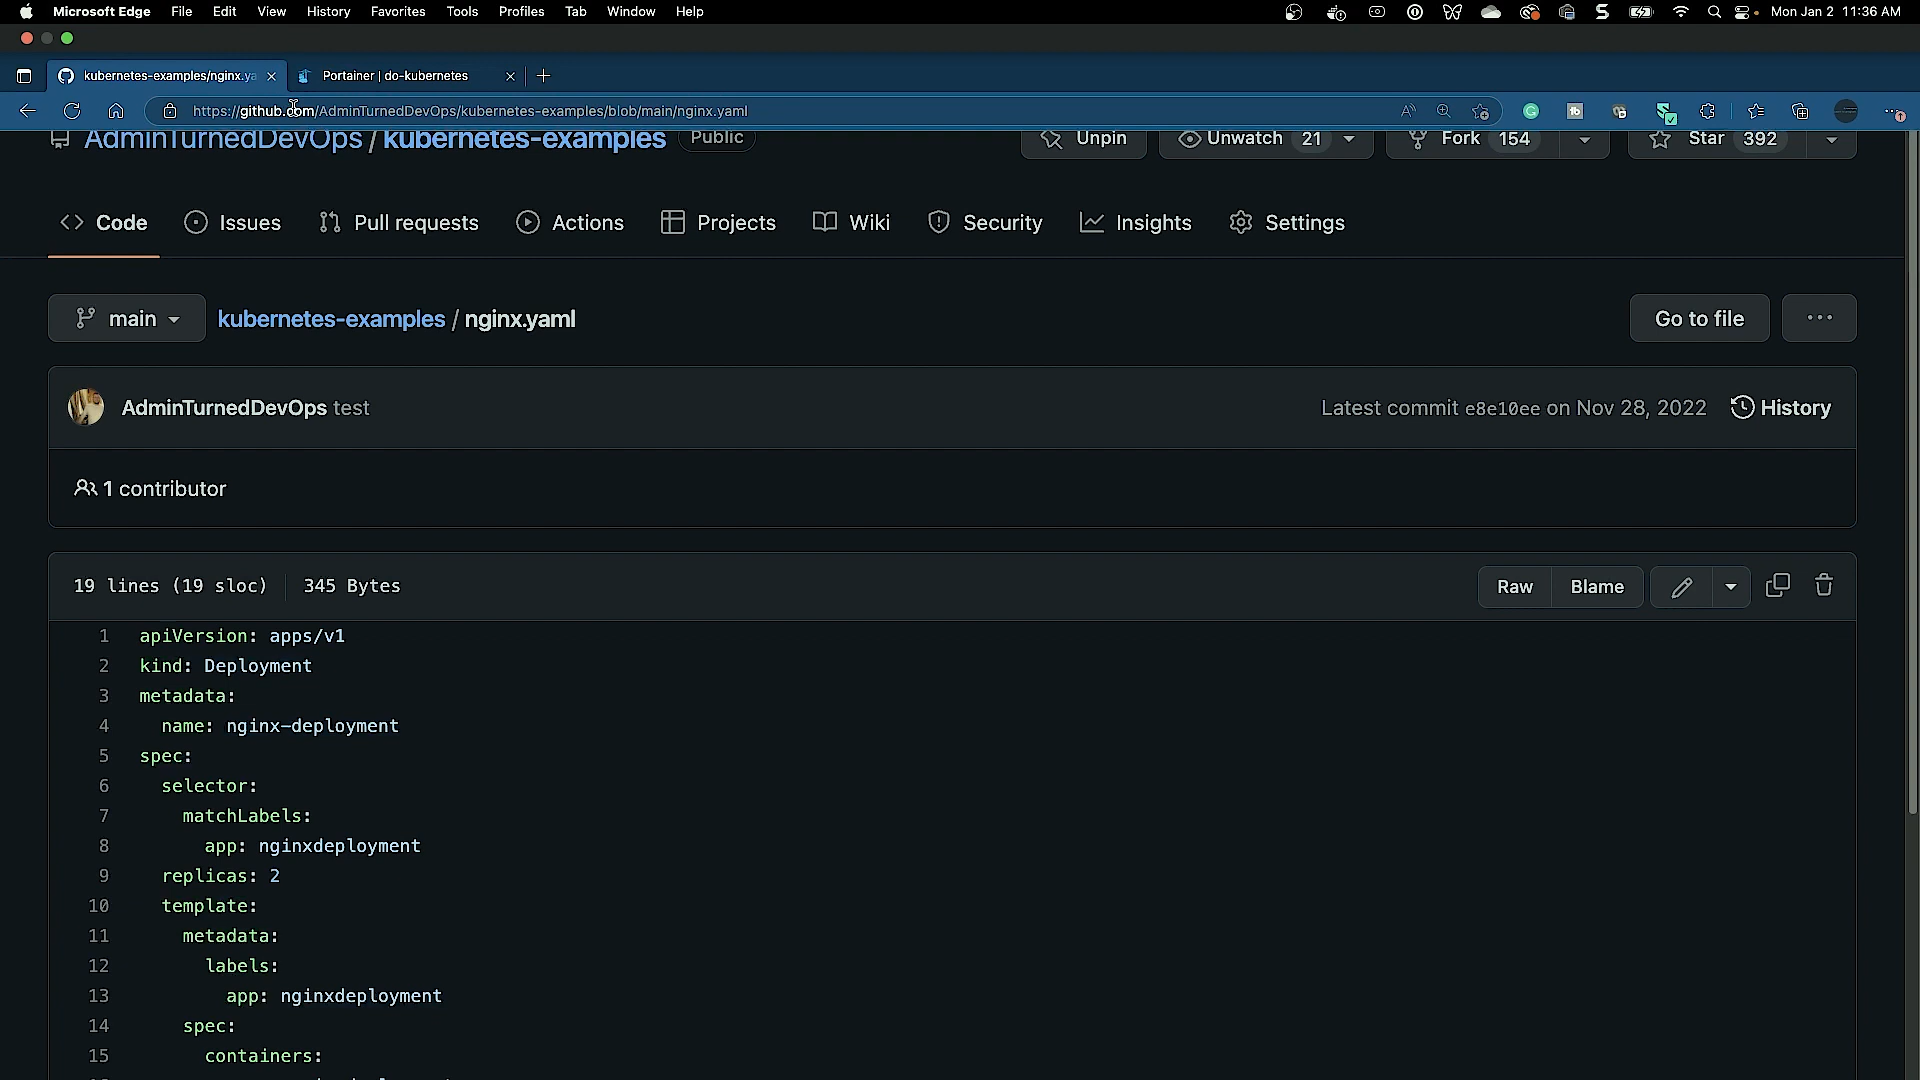 Microsoft Edge File Edit View History Favorites Tools Profiles Tab Window Help Mon Jan 2 11:36 AM
kubernetes-examples/nginx.ya Portainer | do-kubernetes
https://github.com/AdminTurnedDevOps/kubernetes-examples/blob/main/nginx.yaml
AdminTurnedDevOps / kubernetes-examples Public Unpin Unwatch 21 Fork 154 Star 392
Code Issues Pull requests Actions Projects Wiki Security Insights Settings
main kubernetes-examples / nginx.yaml Go to file ...
AdminTurnedDevOps test Latest commit e8e10ee on Nov 28, 2022 History
1 contributor
19 lines (19 sloc) 345 Bytes Raw Blame
1 apiVersion: apps/v1
2 kind: Deployment
3 metadata:
4 name: nginx-deployment
5 spec:
6 selector:
7 matchLabels:
8 app: nginxdeployment
9 replicas: 2
10 template:
11 metadata:
12 labels:
13 app: nginxdeployment
14 spec:
15 containers: